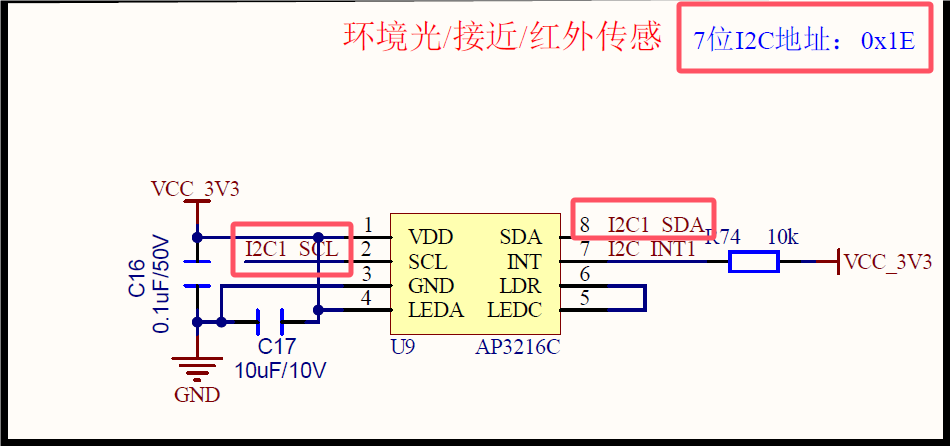 环境光/接近/红外传感
7位I2C地址：0x1E
VCC_3V3
I2C1_SCL
C16
0.1uF/50V
C17
10uF/10V
GND
1
2
3
4
VDD
SCL
GND
LEDA
SDA
INT
LDR
LEDC
U9
AP3216C
8
7
6
5
I2C1_SDA
I2C_INT1
R74
10k
VCC_3V3